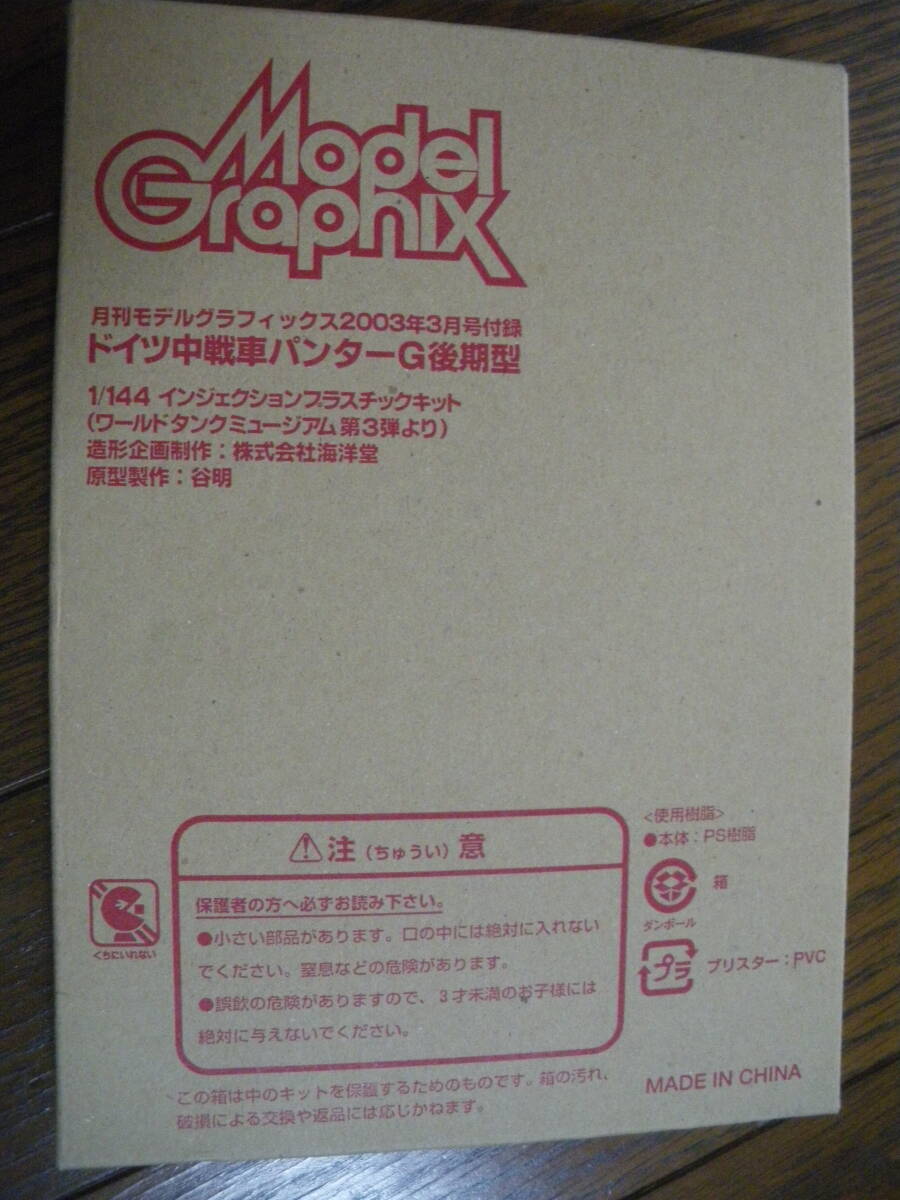 Model
Graphix
月刊モデルグラフィックス2003年3月号付録
ドイツ中戦車パンターG後期型
1/144 インジェクションプラスチックキット
(ワールドタンクミュージアム第3弾より)
造形企画制作：株式会社海洋堂
原型製作：谷明
<使用樹脂>
●本体：PS樹脂
箱
ダンボール
プラ
ブリスター：PVC
くちにいれない
⚠注（ちゅうい）意
保護者の方へ必ずお読み下さい。
●小さい部品があります。口の中には絶対に入れない
でください。窒息などの危険があります。
●誤飲の危険がありますので、3才未満のお子様には
絶対に与えないでください。
この箱は中のキットを保護するためのものです。箱の汚れ、
破損による交換や返品には応じかねます。
MADE IN CHINA